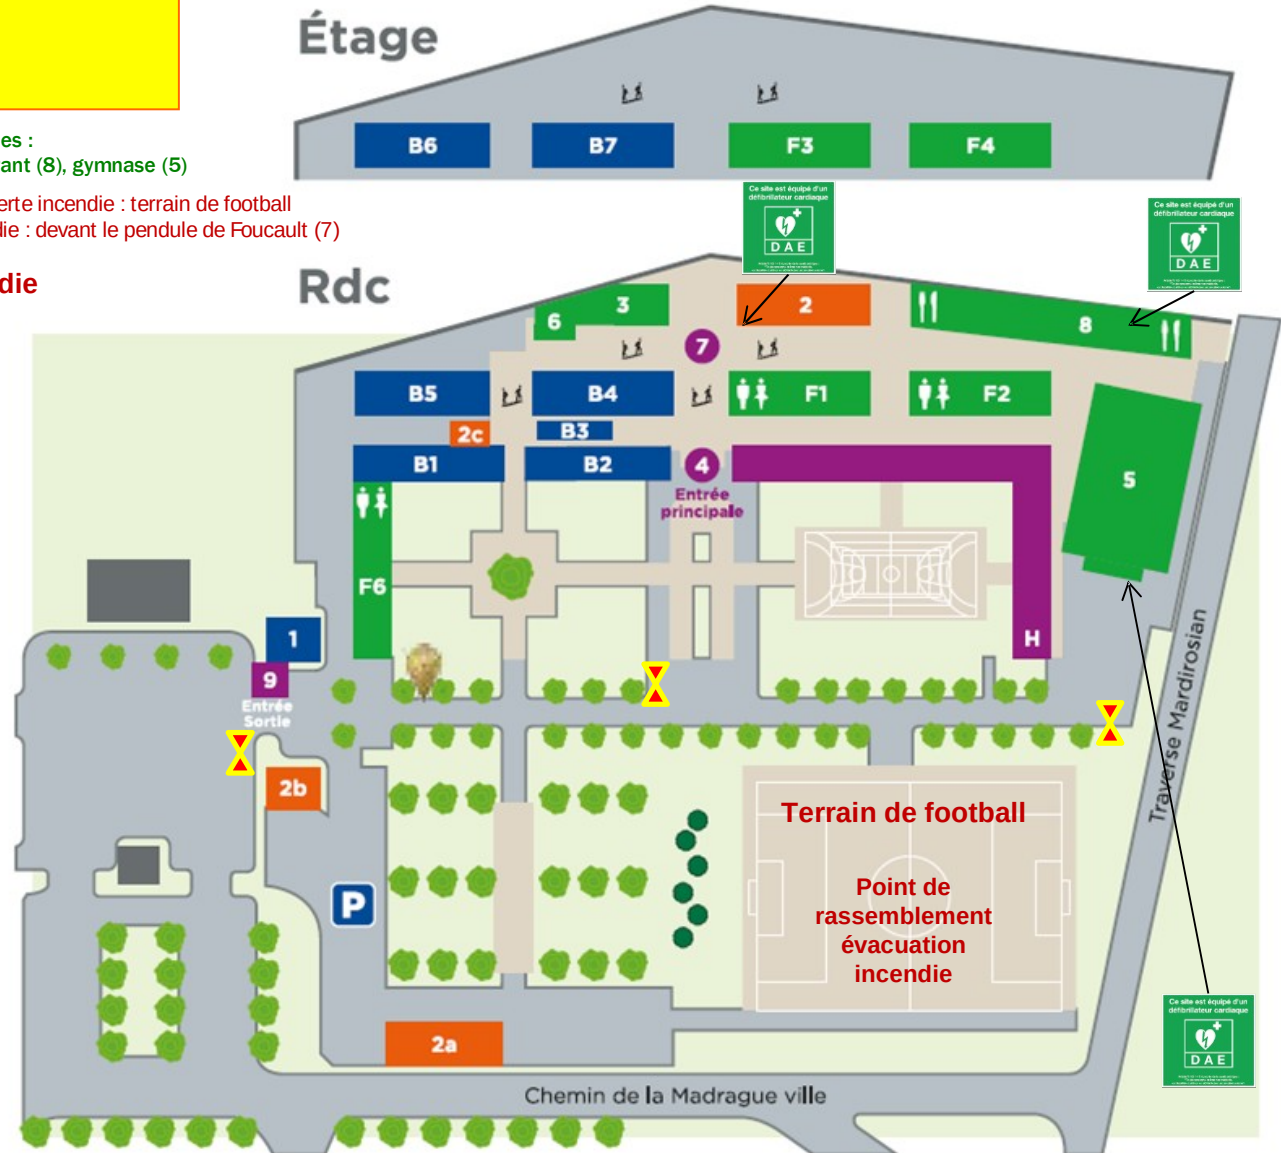 Étage
B6
B7
F3
F4
es :
ant (8), gymnase (5)
erte incendie : terrain de football
die : devant le pendule de Foucault (7)
die
Ce site est équipé d'un
défibrillateur cardiaque
DAE
Ce site est équipé d'un
défibrillateur cardiaque
DAE
Rdc
3
6
2
8
7
B5
B4
F1
F2
2c
B3
B1
B2
4
Entrée
principale
5
F6
H
1
9
Entrée
Sortie
2b
P
Traverse Mardirosian
Terrain de football
Point de
rassemblement
évacuation
incendie
2a
Ce site est équipé d'un
défibrillateur cardiaque
DAE
Chemin de la Madrague ville